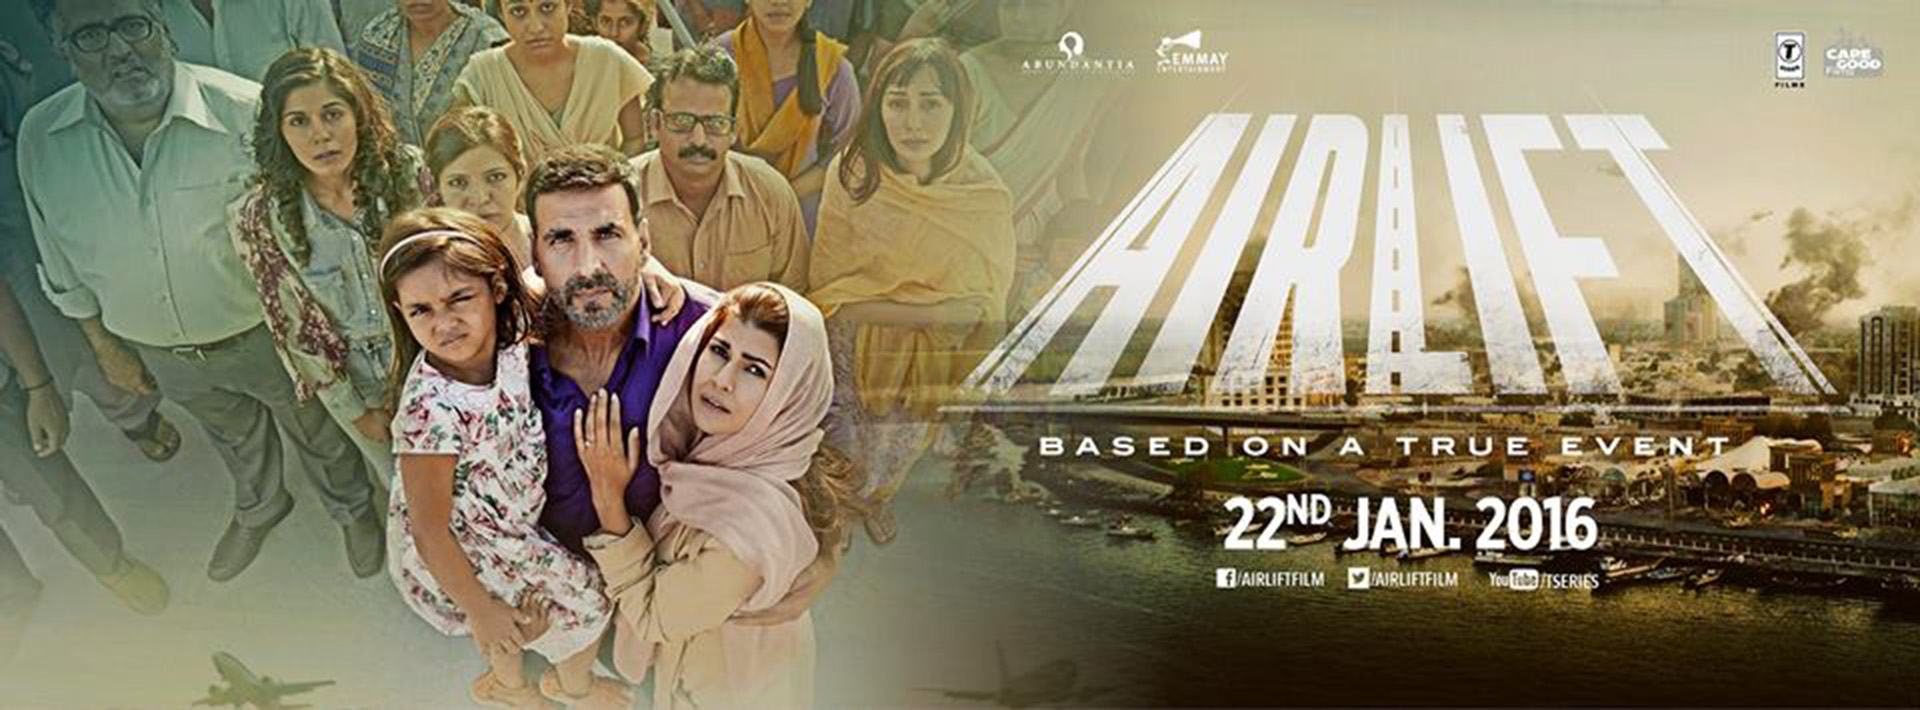 ABUNDANTIA
EMMAY
ENTERTAINMENT
T
SERIES
FILMS
CAPE
OF GOOD
FILMS
AIRLIFT
BASED ON A TRUE EVENT
22ND JAN. 2016
f/AIRLIFTFILM /AIRLIFTFILM YouTube/TSERIES